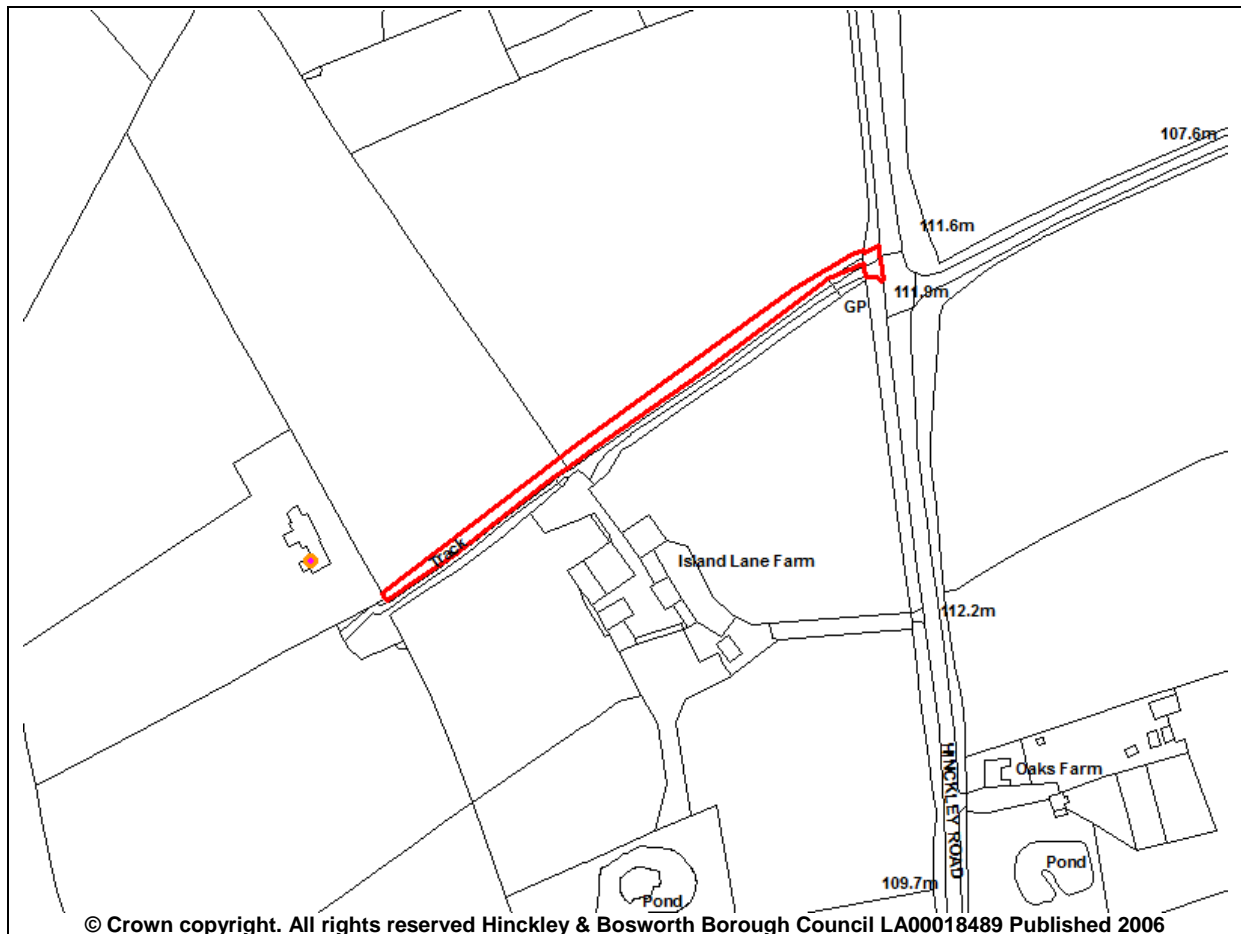 107.6m
111.6m
111.9m
GP
Track
Island Lane Farm
112.2m
HINCKLEY ROAD
Oaks Farm
Pond
109.7m
Pond
© Crown copyright. All rights reserved Hinckley & Bosworth Borough Council LA00018489 Published 2006